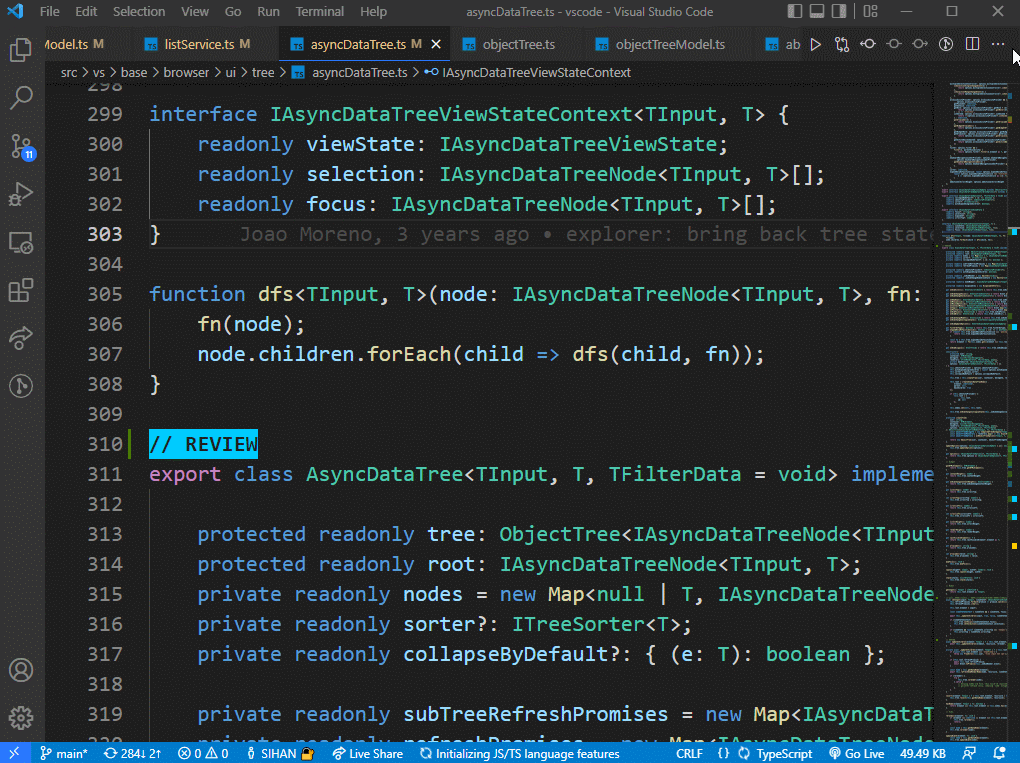 File Edit Selection View Go Run Terminal Help asyncDataTree.ts - vscode - Visual Studio Code
Model.ts M listService.ts M asyncDataTree.ts M objectTree.ts objectTreeModel.ts ab
src > vs > base > browser > ui > tree > asyncDataTree.ts > IAsyncDataTreeViewStateContext
298
299 interface IAsyncDataTreeViewStateContext<TInput, T> {
300 readonly viewState: IAsyncDataTreeViewState;
301 readonly selection: IAsyncDataTreeNode<TInput, T>[];
302 readonly focus: IAsyncDataTreeNode<TInput, T>[];
303 } Joao Moreno, 3 years ago • explorer: bring back tree state
304
305 function dfs<TInput, T>(node: IAsyncDataTreeNode<TInput, T>, fn:
306 fn(node);
307 node.children.forEach(child => dfs(child, fn));
308 }
309
310 // REVIEW
311 export class AsyncDataTree<TInput, T, TFilterData = void> impleme
312
313 protected readonly tree: ObjectTree<IAsyncDataTreeNode<TInput
314 protected readonly root: IAsyncDataTreeNode<TInput, T>;
315 private readonly nodes = new Map<null | T, IAsyncDataTreeNode
316 private readonly sorter?: ITreeSorter<T>;
317 private readonly collapseByDefault?: { (e: T): boolean };
318
319 private readonly subTreeRefreshPromises = new Map<IAsyncDataT
11
main* 284↓ 2↑ 0 0 SIHAN Live Share Initializing JS/TS language features CRLF {} TypeScript Go Live 49.49 KB